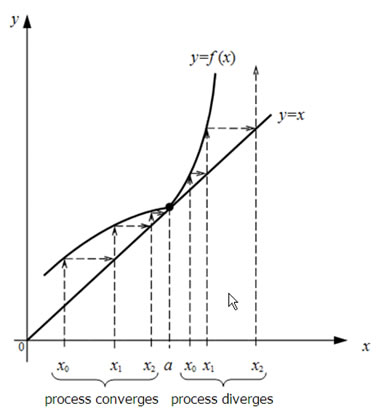 y
y=f(x)
y=x
0
x₀ x₁ x₂ a x₀ x₁ x₂ x
process converges process diverges